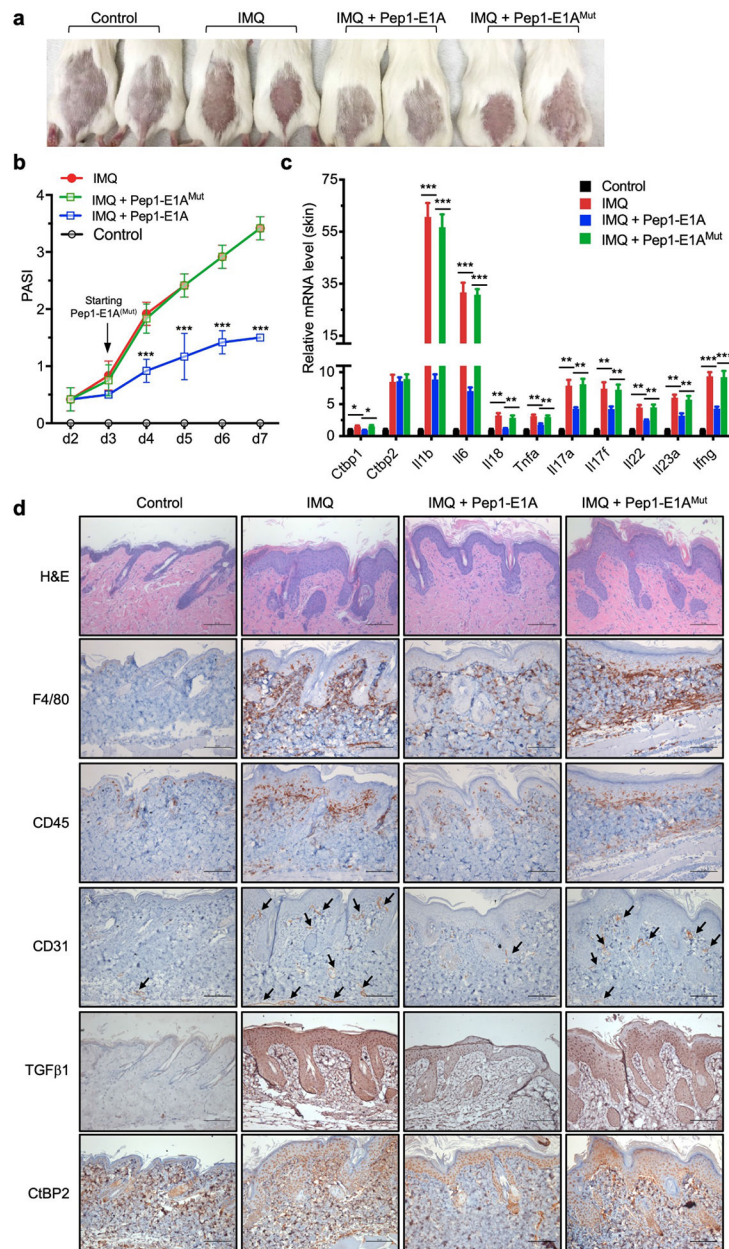 a
Control IMQ IMQ + Pep1-E1A IMQ + Pep1-E1A^Mut
b
IMQ
IMQ + Pep1-E1A^Mut
IMQ + Pep1-E1A
Control
PASI
4
3
2
1
0
Starting
Pep1-E1A^(Mut)
*** *** *** ***
d2 d3 d4 d5 d6 d7
c
Control
IMQ
IMQ + Pep1-E1A
IMQ + Pep1-E1A^Mut
Relative mRNA level (skin)
75
55
35
15
10
5
0
*** ***
*** ***
* * ** ** ** ** ** ** ** ** ** ** ** ** *** ***
Ctbp1 Ctbp2 Il1b Il6 Il18 Tnfa Il17a Il17f Il22 Il23a Ifng
d
Control IMQ IMQ + Pep1-E1A IMQ + Pep1-E1A^Mut
H&E
F4/80
CD45
CD31
TGFβ1
CtBP2